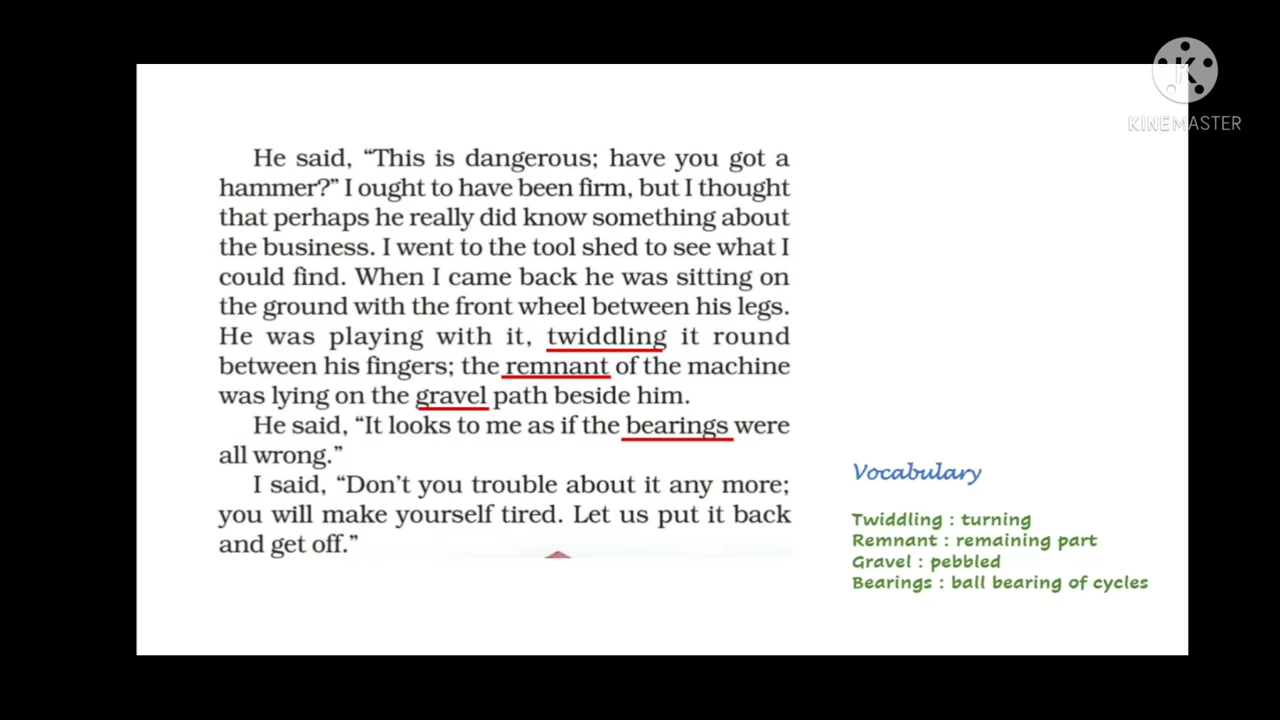 KINEMASTER
He said, “This is dangerous; have you got a
hammer?” I ought to have been firm, but I thought
that perhaps he really did know something about
the business. I went to the tool shed to see what I
could find. When I came back he was sitting on
the ground with the front wheel between his legs.
He was playing with it, twiddling it round
between his fingers; the remnant of the machine
was lying on the gravel path beside him.
He said, “It looks to me as if the bearings were
all wrong.”
I said, “Don’t you trouble about it any more;
you will make yourself tired. Let us put it back
and get off.”
Vocabulary
Twiddling : turning
Remnant : remaining part
Gravel : pebbled
Bearings : ball bearing of cycles